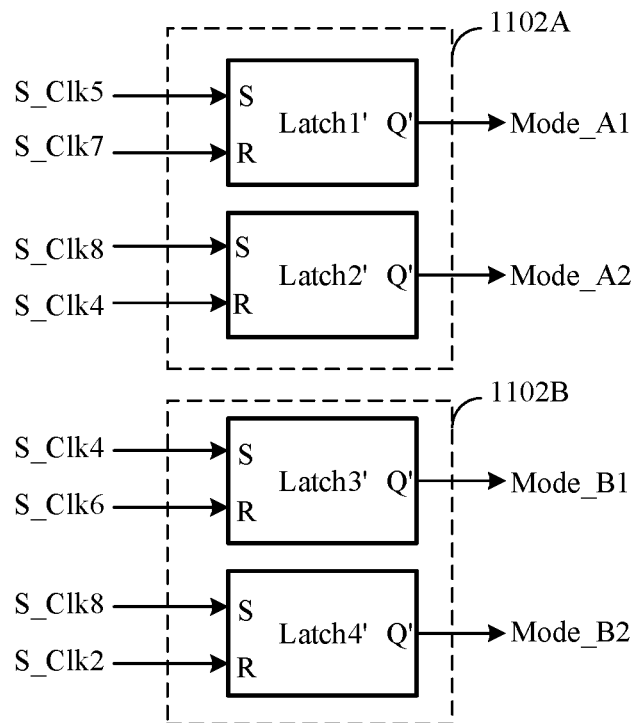 1102A
S_Clk5
S
Latch1' Q'
Mode_A1
S_Clk7
R
S_Clk8
S
Latch2' Q'
Mode_A2
S_Clk4
R
1102B
S_Clk4
S
Latch3' Q'
Mode_B1
S_Clk6
R
S_Clk8
S
Latch4' Q'
Mode_B2
S_Clk2
R